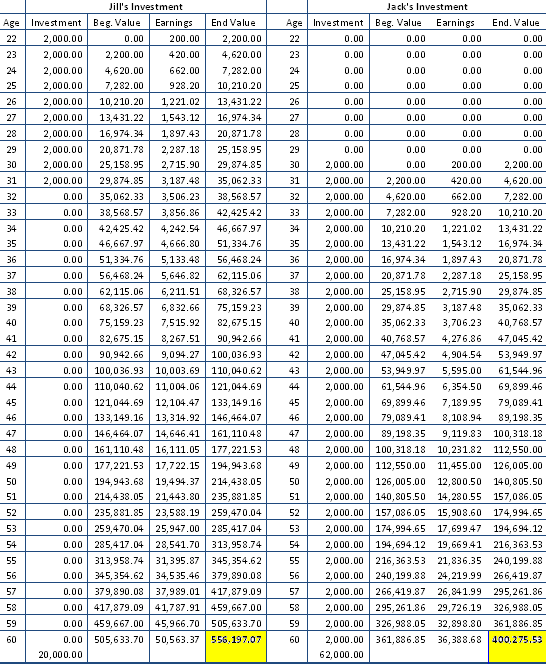 Jill's Investment Jack's Investment
Age Investment Beg. Value Earnings End Value Age Investment Beg. Value Earnings End. Value
22 2,000.00 0.00 200.00 2,200.00 22 0.00 0.00 0.00 0.00
23 2,000.00 2,200.00 420.00 4,620.00 23 0.00 0.00 0.00 0.00
24 2,000.00 4,620.00 662.00 7,282.00 24 0.00 0.00 0.00 0.00
25 2,000.00 7,282.00 928.20 10,210.20 25 0.00 0.00 0.00 0.00
26 2,000.00 10,210.20 1,221.02 13,431.22 26 0.00 0.00 0.00 0.00
27 2,000.00 13,431.22 1,543.12 16,974.34 27 0.00 0.00 0.00 0.00
28 2,000.00 16,974.34 1,897.43 20,871.78 28 0.00 0.00 0.00 0.00
29 2,000.00 20,871.78 2,287.18 25,158.95 29 0.00 0.00 0.00 0.00
30 2,000.00 25,158.95 2,715.90 29,874.85 30 2,000.00 0.00 200.00 2,200.00
31 2,000.00 29,874.85 3,187.48 35,062.33 31 2,000.00 2,200.00 420.00 4,620.00
32 0.00 35,062.33 3,506.23 38,568.57 32 2,000.00 4,620.00 662.00 7,282.00
33 0.00 38,568.57 3,856.86 42,425.42 33 2,000.00 7,282.00 928.20 10,210.20
34 0.00 42,425.42 4,242.54 46,667.97 34 2,000.00 10,210.20 1,221.02 13,431.22
35 0.00 46,667.97 4,666.80 51,334.76 35 2,000.00 13,431.22 1,543.12 16,974.34
36 0.00 51,334.76 5,133.48 56,468.24 36 2,000.00 16,974.34 1,897.43 20,871.78
37 0.00 56,468.24 5,646.82 62,115.06 37 2,000.00 20,871.78 2,287.18 25,158.95
38 0.00 62,115.06 6,211.51 68,326.57 38 2,000.00 25,158.95 2,715.90 29,874.85
39 0.00 68,326.57 6,832.66 75,159.23 39 2,000.00 29,874.85 3,187.48 35,062.33
40 0.00 75,159.23 7,515.92 82,675.15 40 2,000.00 35,062.33 3,706.23 40,768.57
41 0.00 82,675.15 8,267.51 90,942.66 41 2,000.00 40,768.57 4,276.86 47,045.42
42 0.00 90,942.66 9,094.27 100,036.93 42 2,000.00 47,045.42 4,904.54 53,949.97
43 0.00 100,036.93 10,003.69 110,040.62 43 2,000.00 53,949.97 5,595.00 61,544.96
44 0.00 110,040.62 11,004.06 121,044.69 44 2,000.00 61,544.96 6,354.50 69,899.46
45 0.00 121,044.69 12,104.47 133,149.16 45 2,000.00 69,899.46 7,189.95 79,089.41
46 0.00 133,149.16 13,314.92 146,464.07 46 2,000.00 79,089.41 8,108.94 89,198.35
47 0.00 146,464.07 14,646.41 161,110.48 47 2,000.00 89,198.35 9,119.83 100,318.18
48 0.00 161,110.48 16,111.05 177,221.53 48 2,000.00 100,318.18 10,231.82 112,550.00
49 0.00 177,221.53 17,722.15 194,943.68 49 2,000.00 112,550.00 11,455.00 126,005.00
50 0.00 194,943.68 19,494.37 214,438.05 50 2,000.00 126,005.00 12,800.50 140,805.50
51 0.00 214,438.05 21,443.80 235,881.85 51 2,000.00 140,805.50 14,280.55 157,086.05
52 0.00 235,881.85 23,588.19 259,470.04 52 2,000.00 157,086.05 15,908.60 174,994.65
53 0.00 259,470.04 25,947.00 285,417.04 53 2,000.00 174,994.65 17,699.47 194,694.12
54 0.00 285,417.04 28,541.70 313,958.74 54 2,000.00 194,694.12 19,669.41 216,363.53
55 0.00 313,958.74 31,395.87 345,354.62 55 2,000.00 216,363.53 21,836.35 240,199.88
56 0.00 345,354.62 34,535.46 379,890.08 56 2,000.00 240,199.88 24,219.99 266,419.87
57 0.00 379,890.08 37,989.01 417,879.09 57 2,000.00 266,419.87 26,841.99 295,261.86
58 0.00 417,879.09 41,787.91 459,667.00 58 2,000.00 295,261.86 29,726.19 326,988.05
59 0.00 459,667.00 45,966.70 505,633.70 59 2,000.00 326,988.05 32,898.80 361,886.85
60 0.00 505,633.70 50,563.37 556,197.07 60 2,000.00 361,886.85 36,388.68 400,275.53
20,000.00 62,000.00